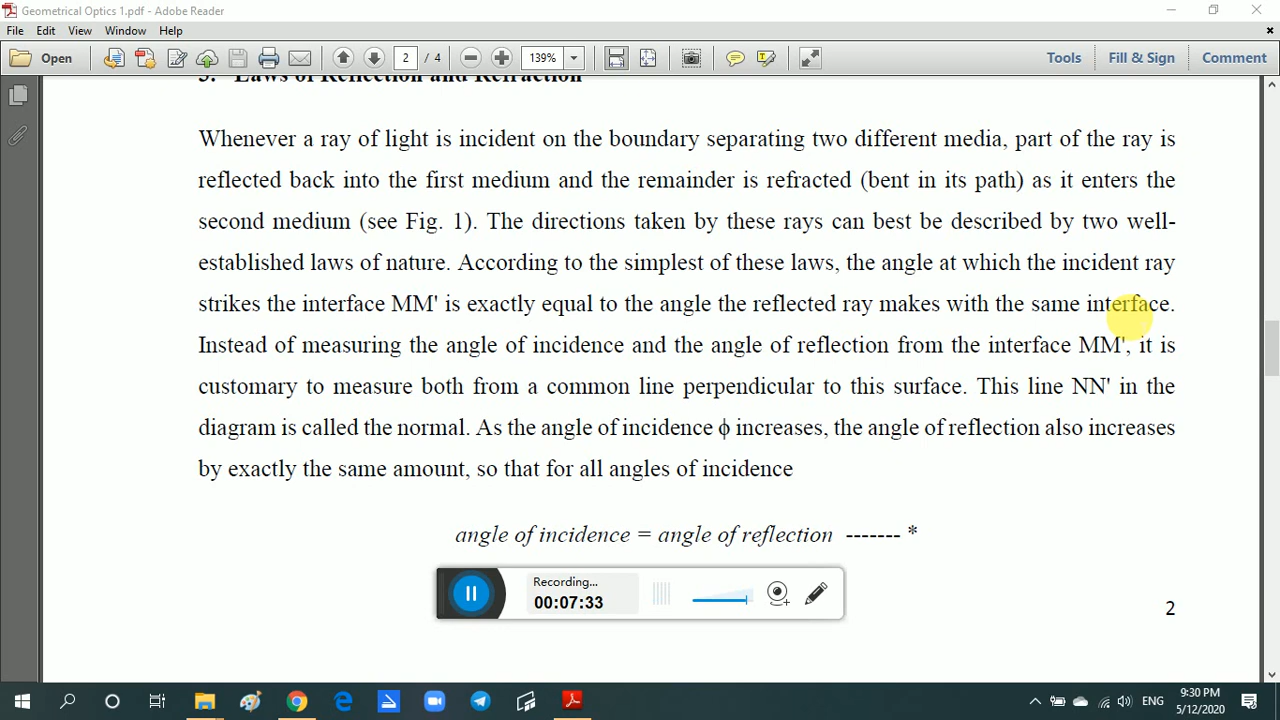 Geometrical Optics 1.pdf - Adobe Reader
File Edit View Window Help
Open 2 / 4 139% Tools Fill & Sign Comment
3. Laws of Reflection and Refraction
Whenever a ray of light is incident on the boundary separating two different media, part of the ray is
reflected back into the first medium and the remainder is refracted (bent in its path) as it enters the
second medium (see Fig. 1). The directions taken by these rays can best be described by two well-
established laws of nature. According to the simplest of these laws, the angle at which the incident ray
strikes the interface MM' is exactly equal to the angle the reflected ray makes with the same interface.
Instead of measuring the angle of incidence and the angle of reflection from the interface MM', it is
customary to measure both from a common line perpendicular to this surface. This line NN' in the
diagram is called the normal. As the angle of incidence ϕ increases, the angle of reflection also increases
by exactly the same amount, so that for all angles of incidence
angle of incidence = angle of reflection ------- *
Recording...
00:07:33
2
ENG
9:30 PM
5/12/2020